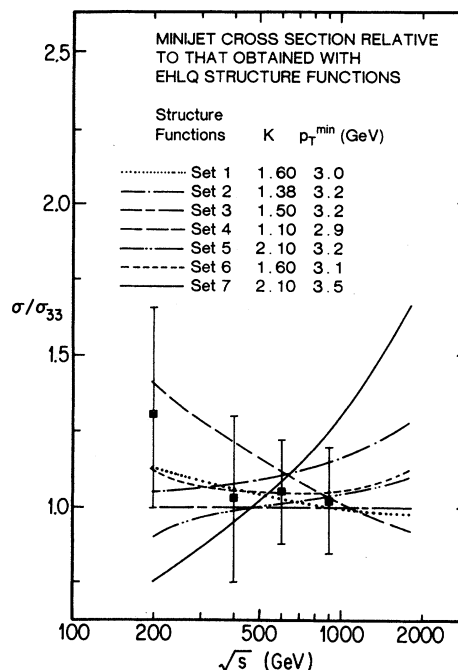 MINIJET CROSS SECTION RELATIVE
TO THAT OBTAINED WITH
EHLQ STRUCTURE FUNCTIONS
Structure
Functions K p_T^min (GeV)
Set 1 1.60 3.0
Set 2 1.38 3.2
Set 3 1.50 3.2
Set 4 1.10 2.9
Set 5 2.10 3.2
Set 6 1.60 3.1
Set 7 2.10 3.5
2.5
2.0
σ/σ33
1.5
1.0
100 200 500 1000 2000
√s (GeV)